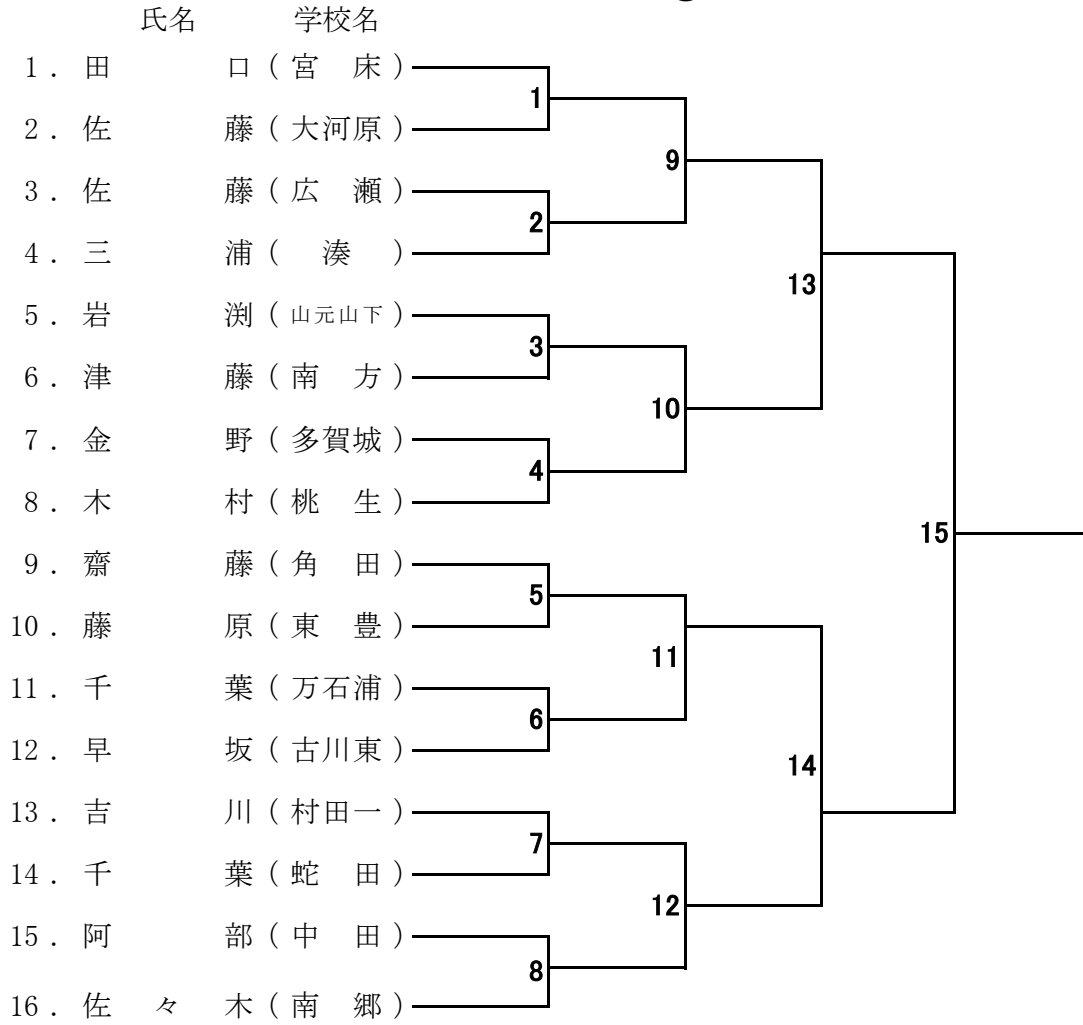 氏名 学校名
1. 田 口 (宮 床)
2. 佐 藤 (大河原)
3. 佐 藤 (広 瀬)
4. 三 浦 ( 湊 )
5. 岩 渕 (山元山下)
6. 津 藤 (南 方)
7. 金 野 (多賀城)
8. 木 村 (桃 生)
9. 齋 藤 (角 田)
10. 藤 原 (東 豊)
11. 千 葉 (万石浦)
12. 早 坂 (古川東)
13. 吉 川 (村田一)
14. 千 葉 (蛇 田)
15. 阿 部 (中 田)
16. 佐 々 木 (南 郷)
1
2
3
4
5
6
7
8
9
10
11
12
13
14
15